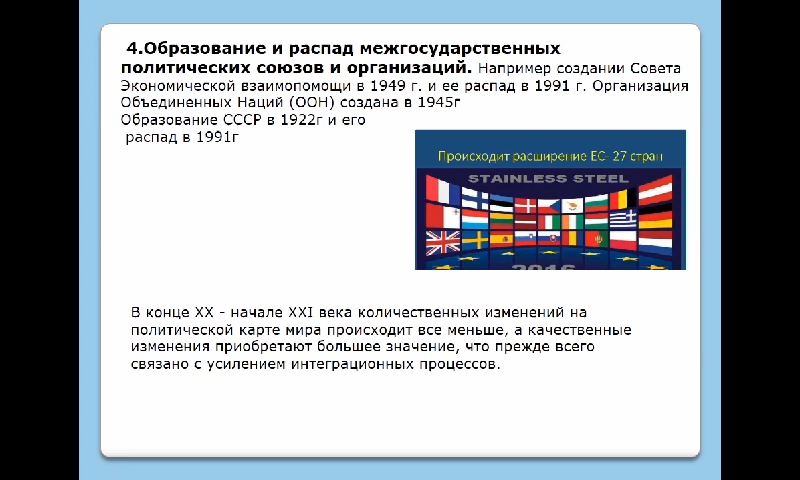 4.Образование и распад межгосударственных
политических союзов и организаций. Например создании Совета
Экономической взаимопомощи в 1949 г. и ее распад в 1991 г. Организация
Объединенных Наций (ООН) создана в 1945г
Образование СССР в 1922г и его
распад в 1991г
Происходит расширение ЕС- 27 стран
STAINLESS STEEL
2016
В конце XX - начале XXI века количественных изменений на
политической карте мира происходит все меньше, а качественные
изменения приобретают большее значение, что прежде всего
связано с усилением интеграционных процессов.